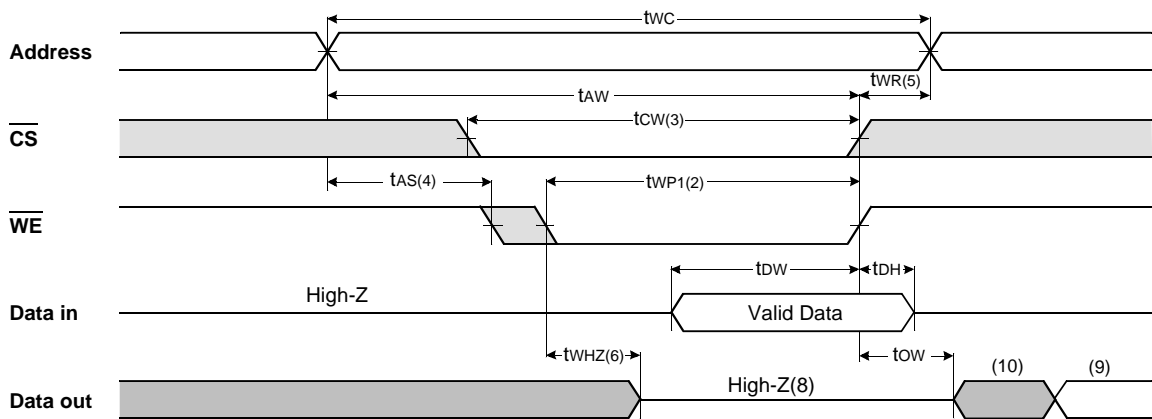 tWC
Address
tWR(5)
tAW
tCW(3)
CS
tAS(4)
tWP1(2)
WE
tDW
tDH
High-Z
Data in
Valid Data
tWHZ(6)
tOW
High-Z(8)
(10)
(9)
Data out